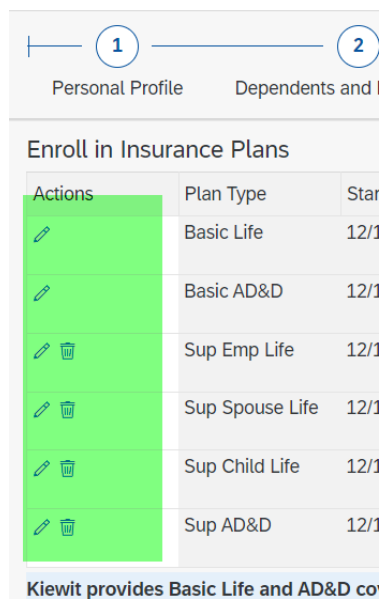 1
2
Personal Profile
Dependents and
Enroll in Insurance Plans
Actions Plan Type Star
Basic Life 12/1
Basic AD&D 12/1
Sup Emp Life 12/1
Sup Spouse Life 12/1
Sup Child Life 12/1
Sup AD&D 12/1
Kiewit provides Basic Life and AD&D cov